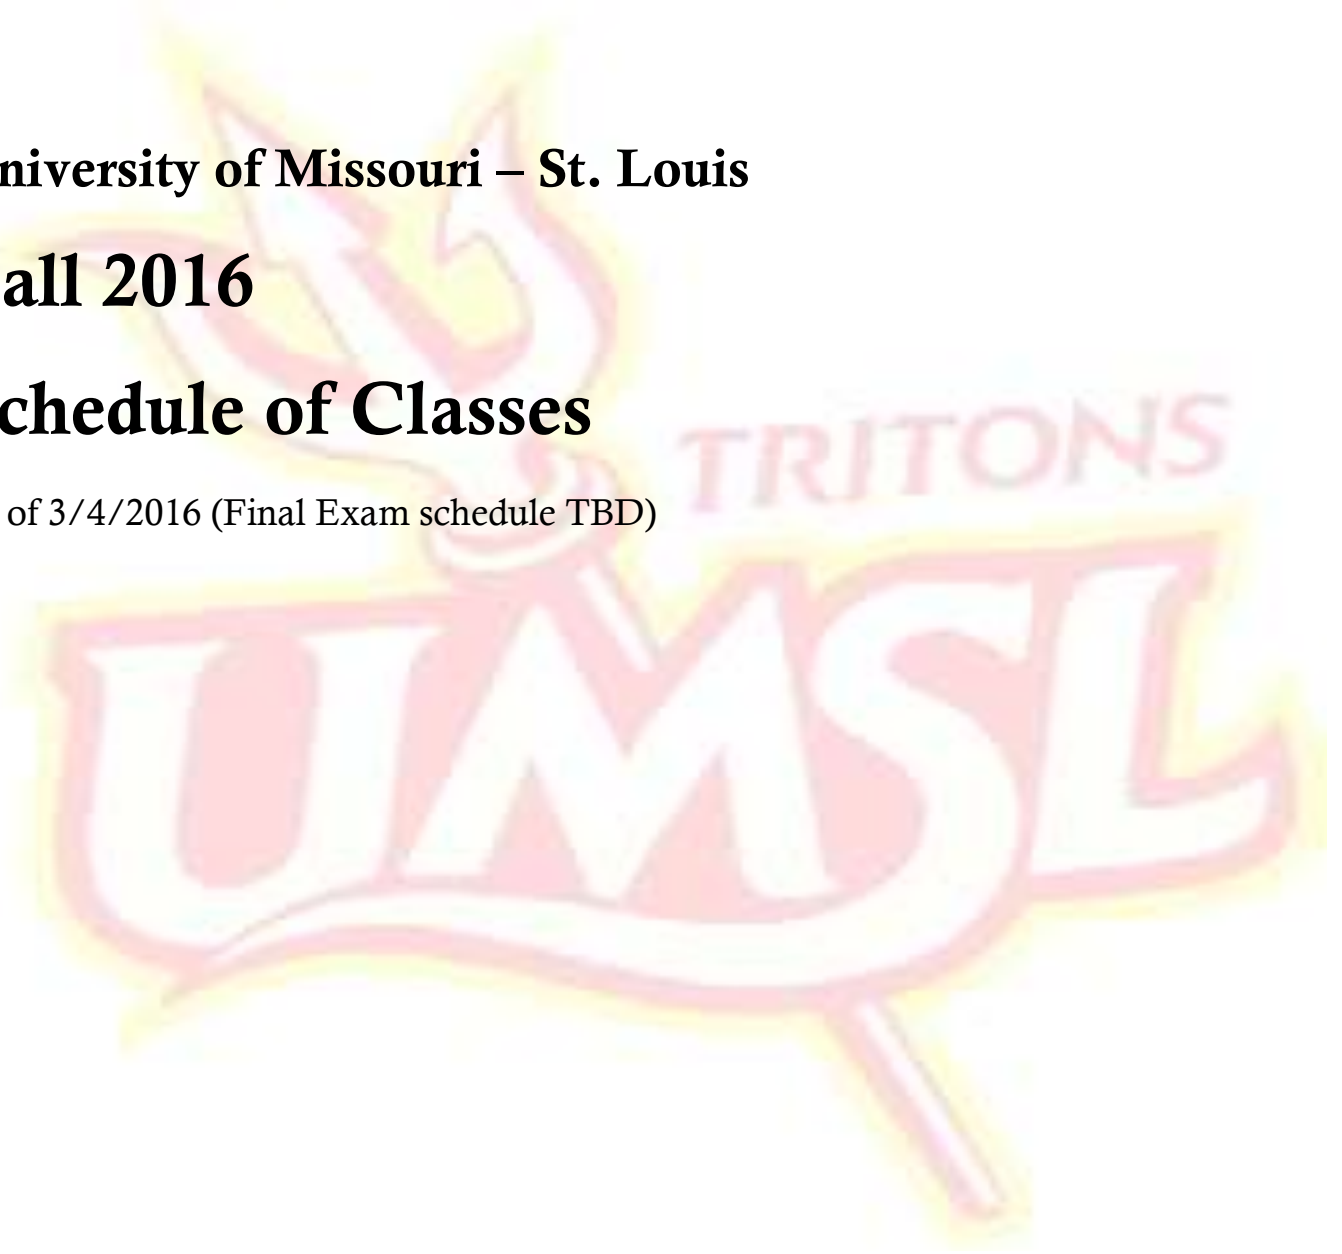 niversity of Missouri – St. Louis
all 2016
chedule of Classes
of 3/4/2016 (Final Exam schedule TBD)
TRITONS
UMSL